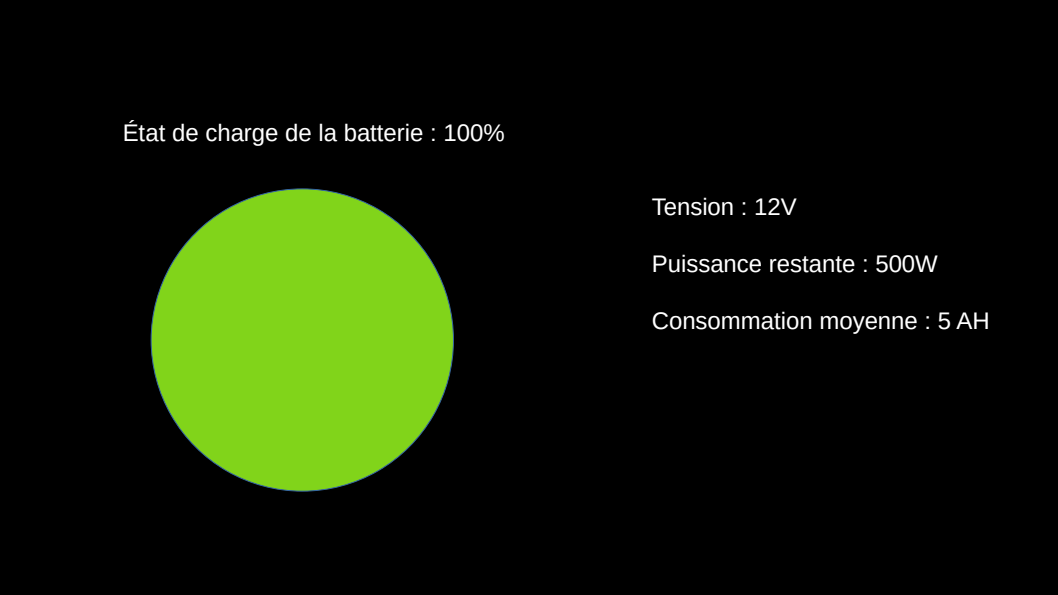 État de charge de la batterie : 100%
Tension : 12V
Puissance restante : 500W
Consommation moyenne : 5 AH